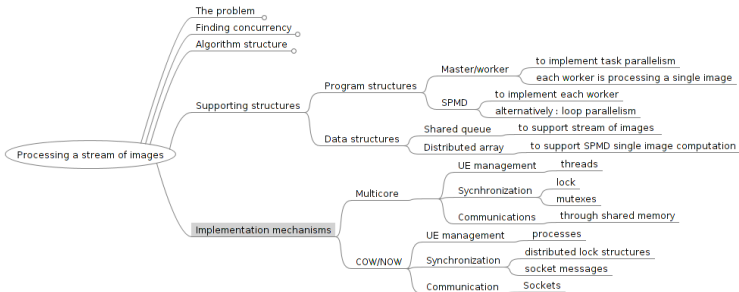 The problem
Finding concurrency
Algorithm structure
Processing a stream of images
Supporting structures
Program structures
Master/worker
to implement task parallelism
each worker is processing a single image
SPMD
to implement each worker
alternatively : loop parallelism
Data structures
Shared queue
to support stream of images
Distributed array
to support SPMD single image computation
Implementation mechanisms
Multicore
UE management
threads
Sycnhronization
lock
mutexes
Communications
through shared memory
COW/NOW
UE management
processes
Synchronization
distributed lock structures
socket messages
Communication
Sockets